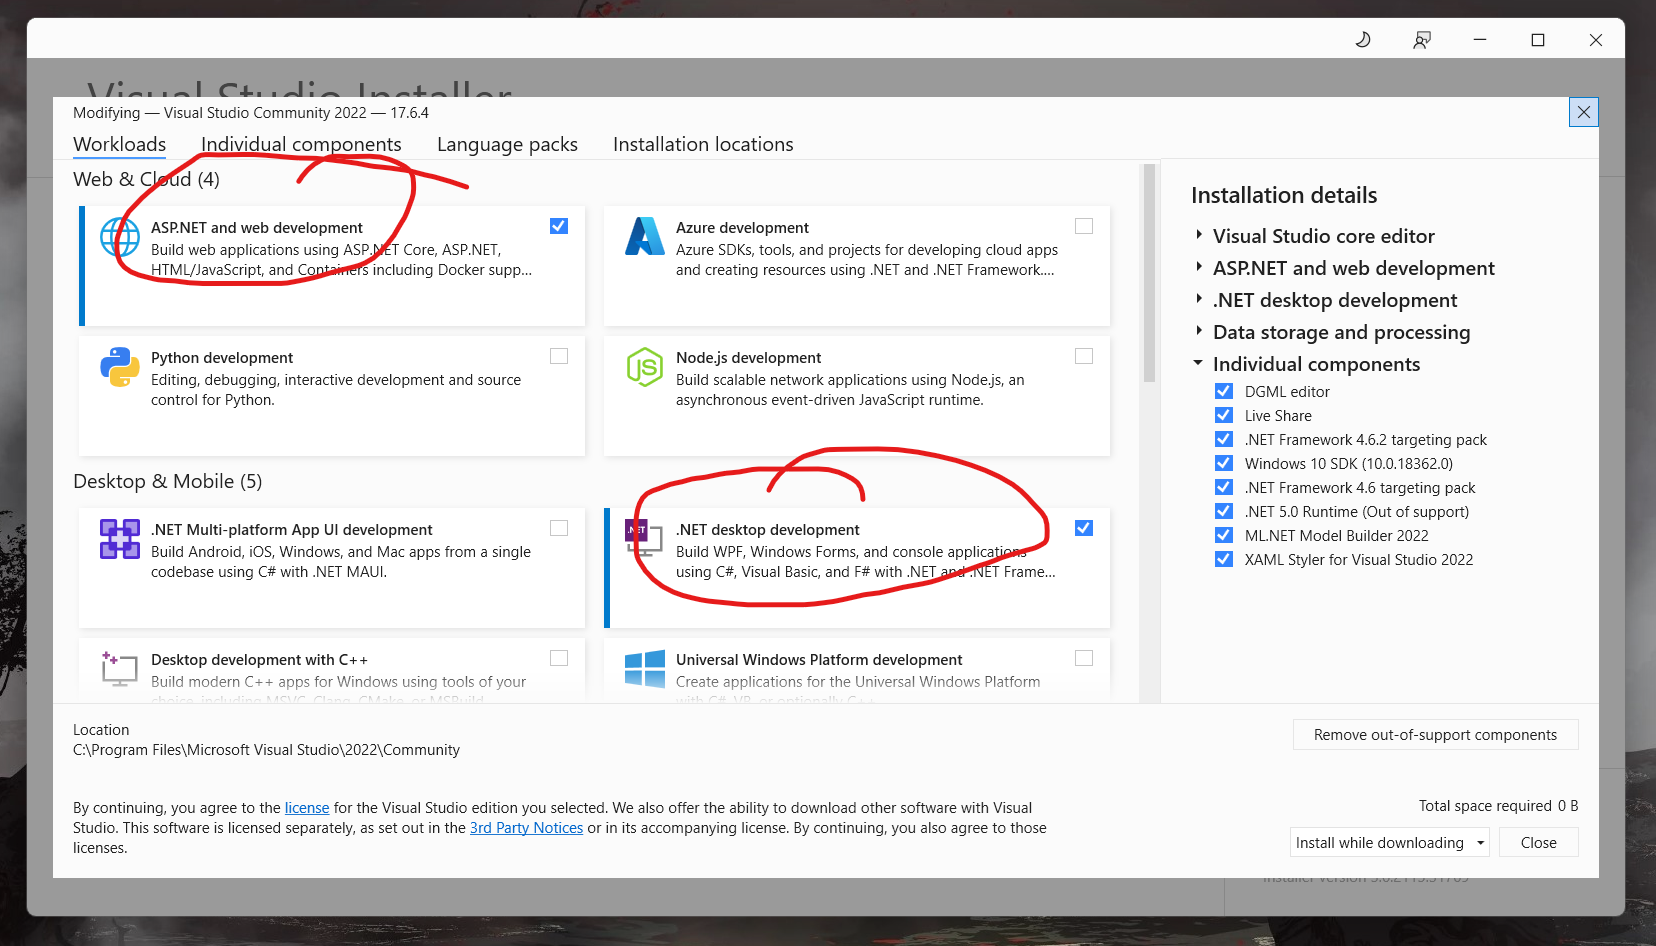 Visual Studio Installer
Modifying — Visual Studio Community 2022 — 17.6.4
Workloads
Individual components
Language packs
Installation locations
Web & Cloud (4)
ASP.NET and web development
Build web applications using ASP.NET Core, ASP.NET,
HTML/JavaScript, and Containers including Docker supp...
Azure development
Azure SDKs, tools, and projects for developing cloud apps
and creating resources using .NET and .NET Framework....
Python development
Editing, debugging, interactive development and source
control for Python.
Node.js development
Build scalable network applications using Node.js, an
asynchronous event-driven JavaScript runtime.
Desktop & Mobile (5)
.NET Multi-platform App UI development
Build Android, iOS, Windows, and Mac apps from a single
codebase using C# with .NET MAUI.
.NET
.NET desktop development
Build WPF, Windows Forms, and console applications
using C#, Visual Basic, and F# with .NET and .NET Frame...
Desktop development with C++
Build modern C++ apps for Windows using tools of your
choice, including MSVC, Clang, CMake, or MSBuild.
Universal Windows Platform development
Create applications for the Universal Windows Platform
with C#, VB, or optionally C++.
Installation details
Visual Studio core editor
ASP.NET and web development
.NET desktop development
Data storage and processing
Individual components
DGML editor
Live Share
.NET Framework 4.6.2 targeting pack
Windows 10 SDK (10.0.18362.0)
.NET Framework 4.6 targeting pack
.NET 5.0 Runtime (Out of support)
ML.NET Model Builder 2022
XAML Styler for Visual Studio 2022
Location
C:\Program Files\Microsoft Visual Studio\2022\Community
Remove out-of-support components
By continuing, you agree to the license for the Visual Studio edition you selected. We also offer the ability to download other software with Visual
Studio. This software is licensed separately, as set out in the 3rd Party Notices or in its accompanying license. By continuing, you also agree to those
licenses.
Total space required 0 B
Install while downloading
Close